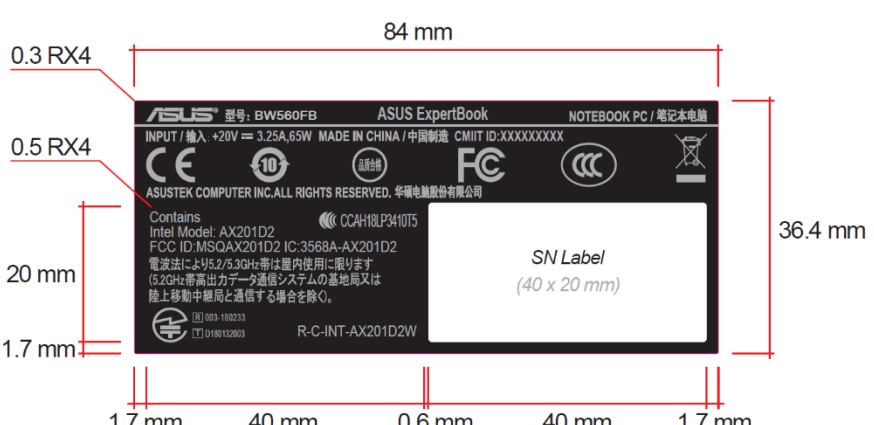 84 mm
0.3 RX4
ASUS 型号: BW560FB ASUS ExpertBook NOTEBOOK PC / 笔记本电脑
INPUT / 输入: +20V ⎓ 3.25A,65W MADE IN CHINA / 中国制造 CMIIT ID:XXXXXXXXX
0.5 RX4
CE 10 品质合格 FC CCC
ASUSTEK COMPUTER INC.ALL RIGHTS RESERVED. 华硕电脑股份有限公司
Contains CCAH18LP3410T5
Intel Model: AX201D2
FCC ID:MSQAX201D2 IC:3568A-AX201D2
電波法により5.2/5.3GHz帯は屋内使用に限ります
(5.2GHz帯高出力データ通信システムの基地局又は
陸上移動中継局と通信する場合を除く)。
R 003-180233
T D180132003
R-C-INT-AX201D2W
SN Label
(40 x 20 mm)
36.4 mm
20 mm
1.7 mm
1.7 mm 40 mm 0.6 mm 40 mm 1.7 mm